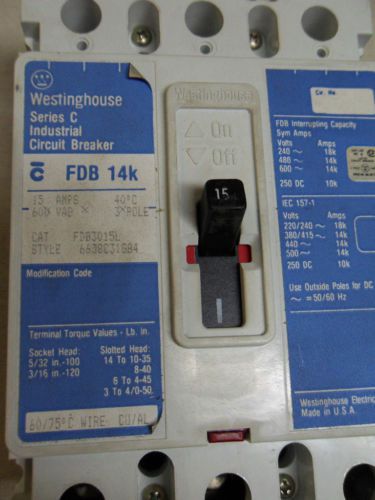 Westinghouse
Series C
Industrial
Circuit Breaker
FDB 14k
15 AMPS 40°C
600 VAC 3 POLE
CAT FDB3015L
STYLE 6638C31G84
Modification Code
Terminal Torque Values - Lb. in.
Socket Head: Slotted Head:
5/32 in.-100 14 To 10-35
3/16 in.-120 8-40
6 To 4-45
3 To 4/0-50
60/75°C WIRE CU/AL
Westinghouse
On
Off
15
Cat. No.
FDB Interrupting Capacity
Sym Amps
Volts Amps
240 ~ 18k
480 ~ 14k
600 ~ 14k
250 DC 10k
IEC 157-1
Volts Amps
220/240 ~ 18k
380/415 ~ 14k
440 ~ 14k
500 ~ 14k
250 DC 10k
Use Outside Poles for DC
~ = 50/60 Hz
Westinghouse Electric
Made in U.S.A.